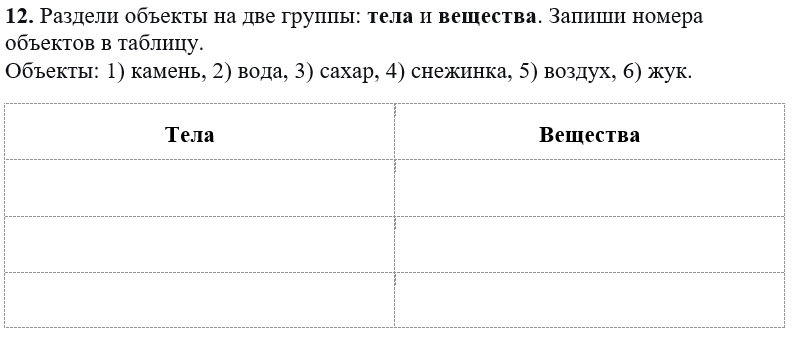 12. Раздели объекты на две группы: тела и вещества. Запиши номера
объектов в таблицу.
Объекты: 1) камень, 2) вода, 3) сахар, 4) снежинка, 5) воздух, 6) жук.
Тела Вещества